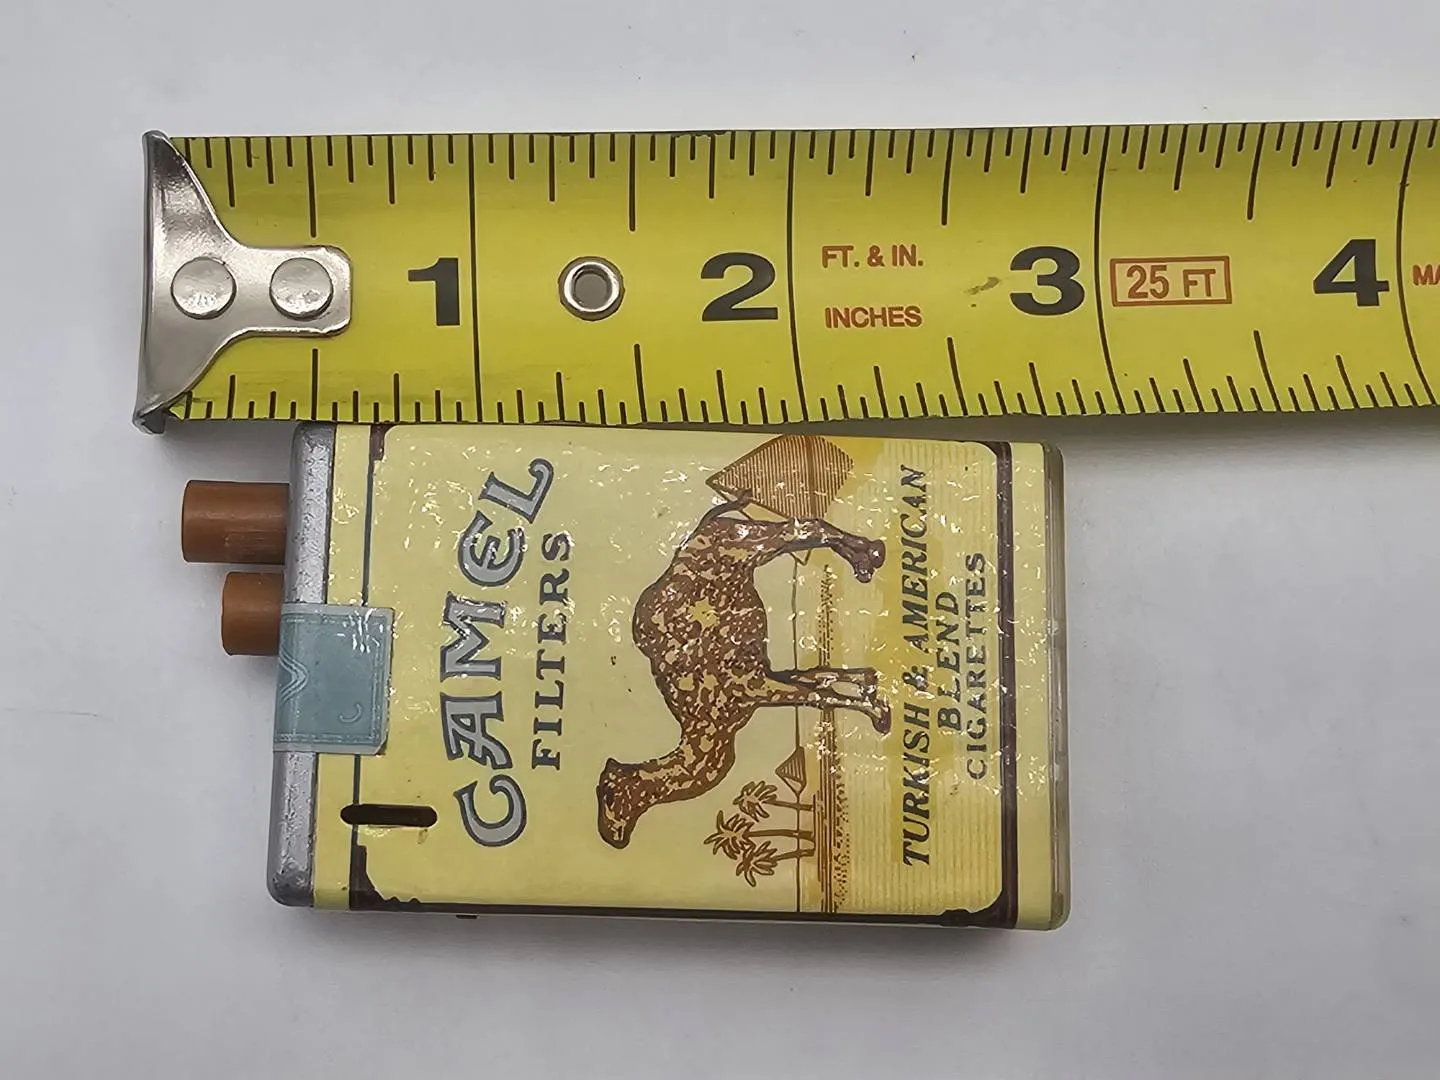 1 2 3 4
FT. & IN.
INCHES
25 FT
CAMEL
FILTERS
TURKISH & AMERICAN
BLEND
CIGARETTES